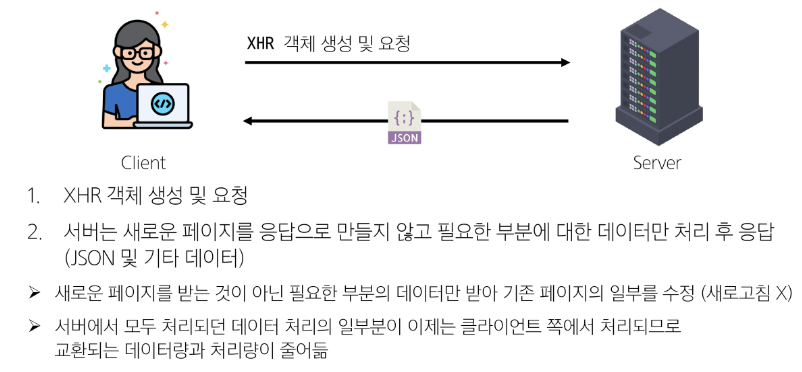 XHR 객체 생성 및 요청
{;}
JSON
</>
Client
Server
1. XHR 객체 생성 및 요청
2. 서버는 새로운 페이지를 응답으로 만들지 않고 필요한 부분에 대한 데이터만 처리 후 응답
(JSON 및 기타 데이터)
➢ 새로운 페이지를 받는 것이 아닌 필요한 부분의 데이터만 받아 기존 페이지의 일부를 수정 (새로고침 X)
➢ 서버에서 모두 처리되던 데이터 처리의 일부분이 이제는 클라이언트 쪽에서 처리되므로
교환되는 데이터량과 처리량이 줄어듦